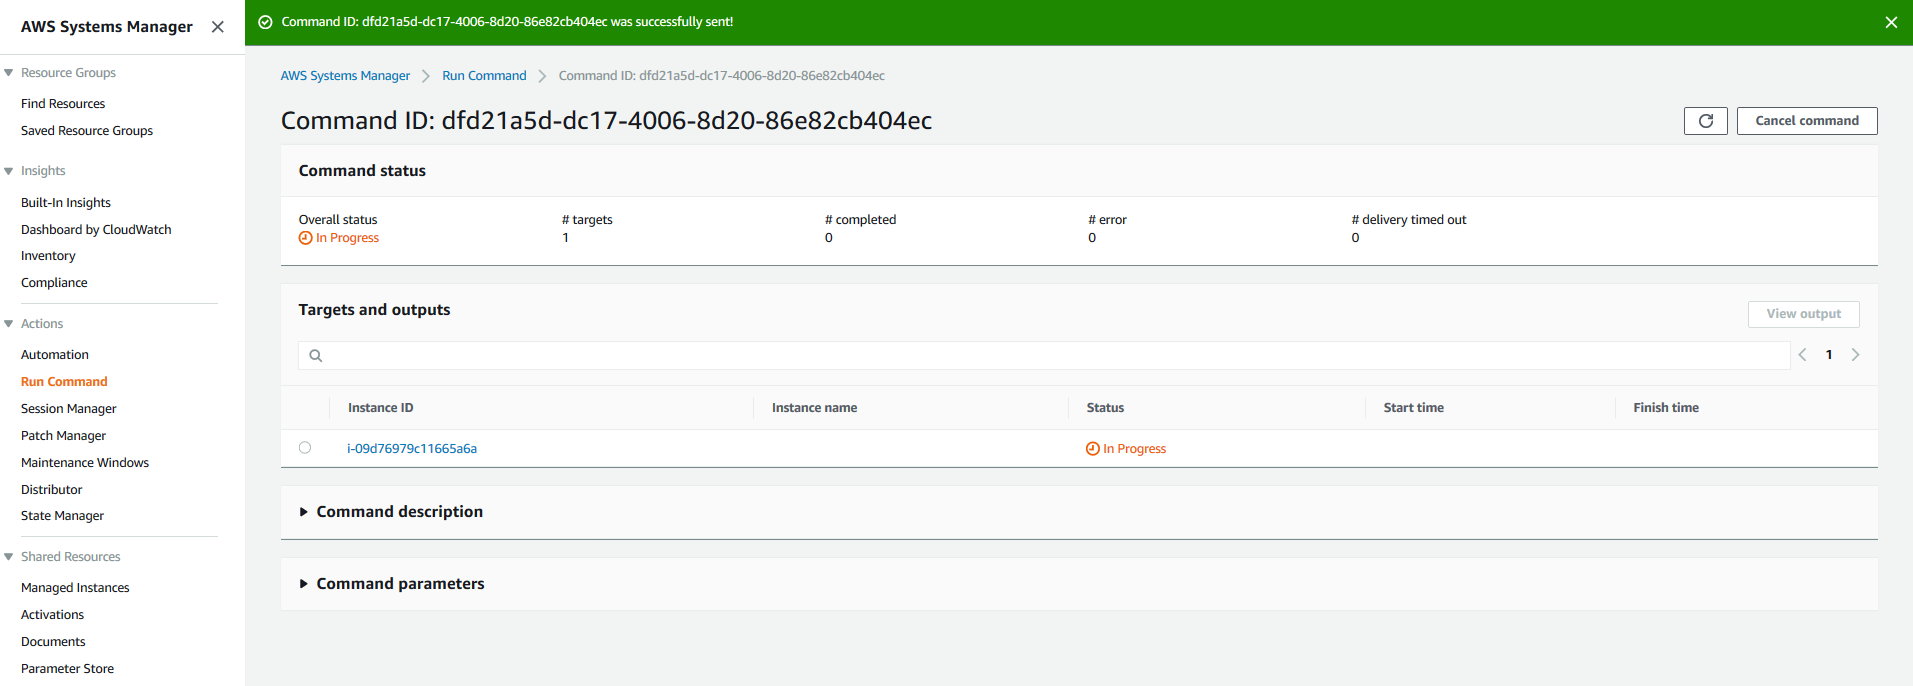 AWS Systems Manager
Resource Groups
Find Resources
Saved Resource Groups
Insights
Built-In Insights
Dashboard by CloudWatch
Inventory
Compliance
Actions
Automation
Run Command
Session Manager
Patch Manager
Maintenance Windows
Distributor
State Manager
Shared Resources
Managed Instances
Activations
Documents
Parameter Store
Command ID: dfd21a5d-dc17-4006-8d20-86e82cb404ec was successfully sent!
AWS Systems Manager Run Command Command ID: dfd21a5d-dc17-4006-8d20-86e82cb404ec
Command ID: dfd21a5d-dc17-4006-8d20-86e82cb404ec
Cancel command
Command status
Overall status # targets # completed # error # delivery timed out
In Progress 1 0 0 0
Targets and outputs
View output
1
Instance ID Instance name Status Start time Finish time
i-09d76979c11665a6a In Progress
Command description
Command parameters